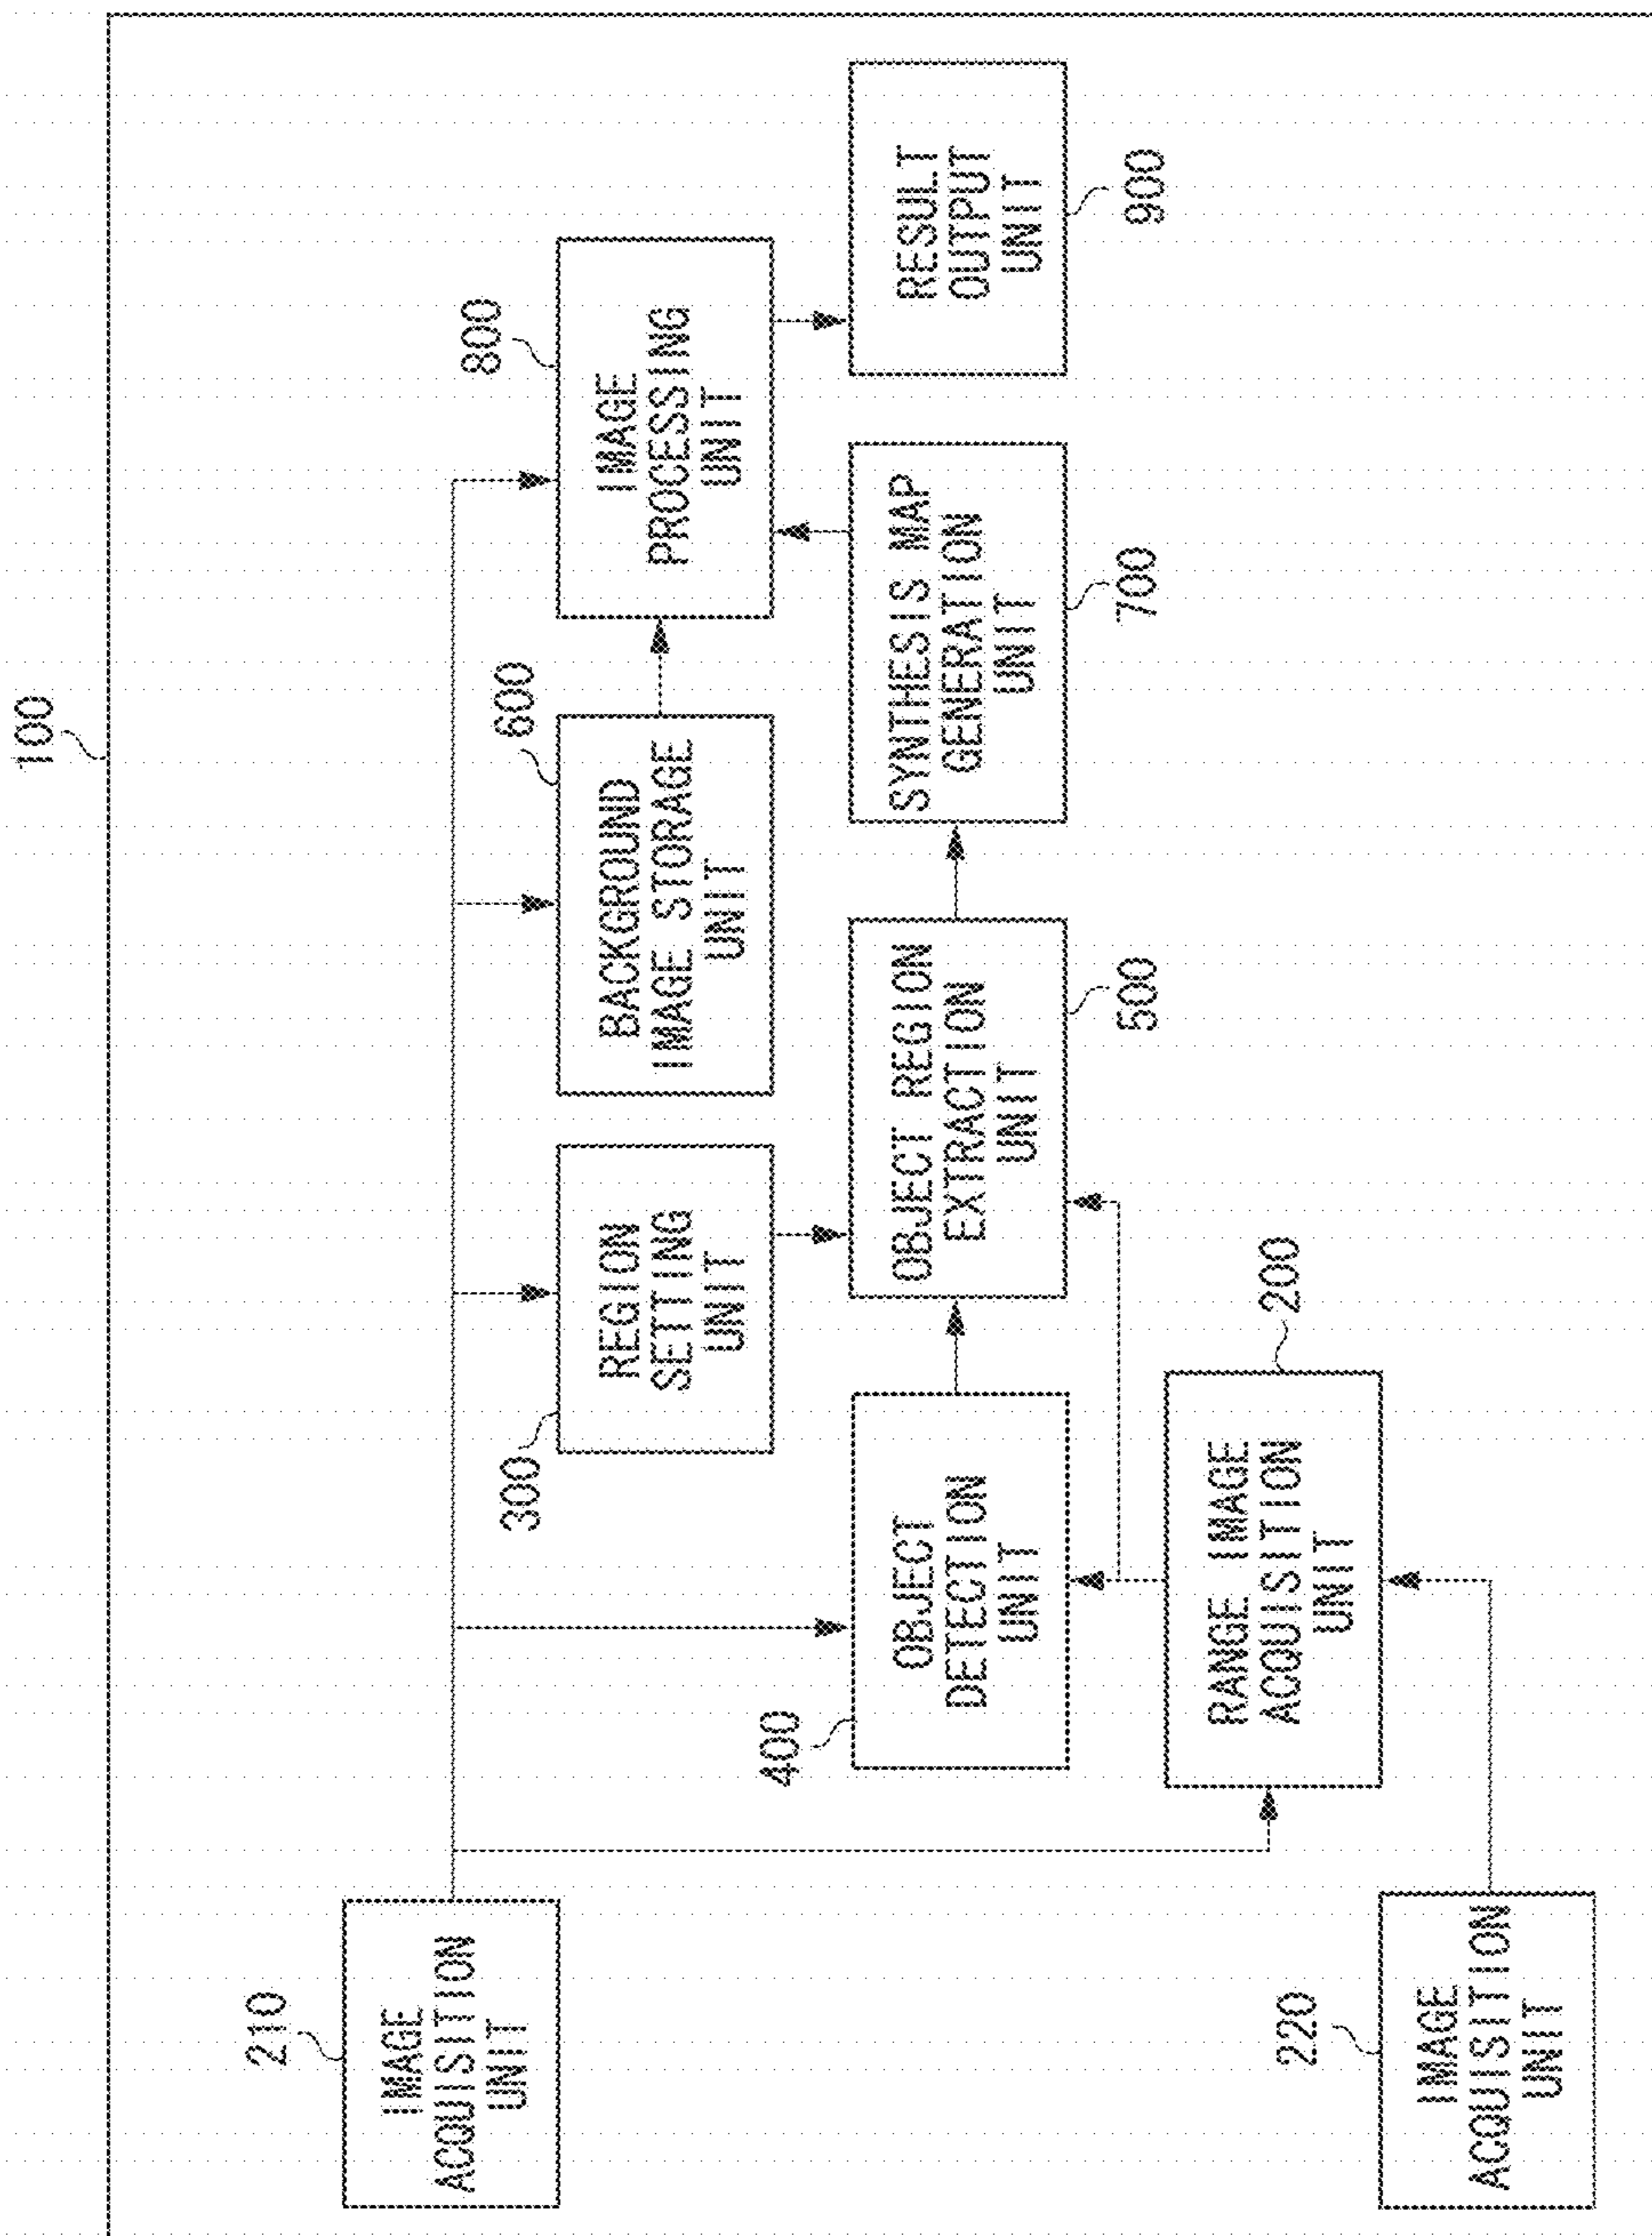 100
210
IMAGE
ACQUISITION
UNIT
300
REGION
SETTING
UNIT
600
BACKGROUND
IMAGE STORAGE
UNIT
800
IMAGE
PROCESSING
UNIT
400
OBJECT
DETECTION
UNIT
OBJECT REGION
EXTRACTION
UNIT
500
SYNTHESIS MAP
GENERATION
UNIT
700
RESULT
OUTPUT
UNIT
900
RANGE IMAGE
ACQUISITION
UNIT
200
220
IMAGE
ACQUISITION
UNIT